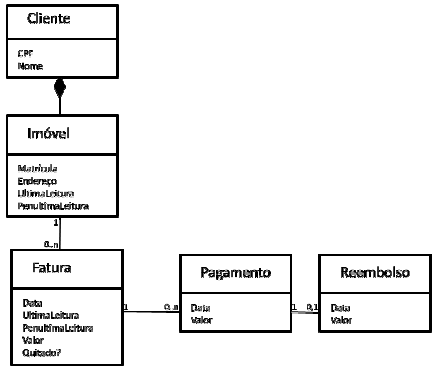 Cliente
CPF
Nome
Imóvel
Matrícula
Endereço
UltimaLeitura
PenultimaLeitura
1
0..n
Fatura
Data
UltimaLeitura
PenultimaLeitura
Valor
Quitado?
1
0..n
Pagamento
Data
Valor
1
0,1
Reembolso
Data
Valor